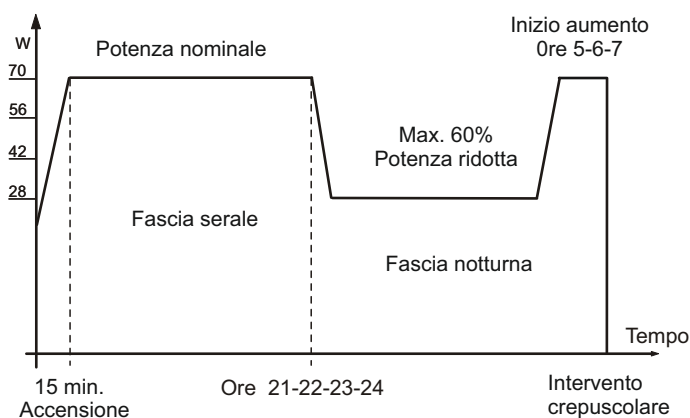 W
70
56
42
28
Potenza nominale
Inizio aumento
0re 5-6-7
Max. 60%
Potenza ridotta
Fascia serale
Fascia notturna
Tempo
15 min.
Accensione
Ore 21-22-23-24
Intervento
crepuscolare